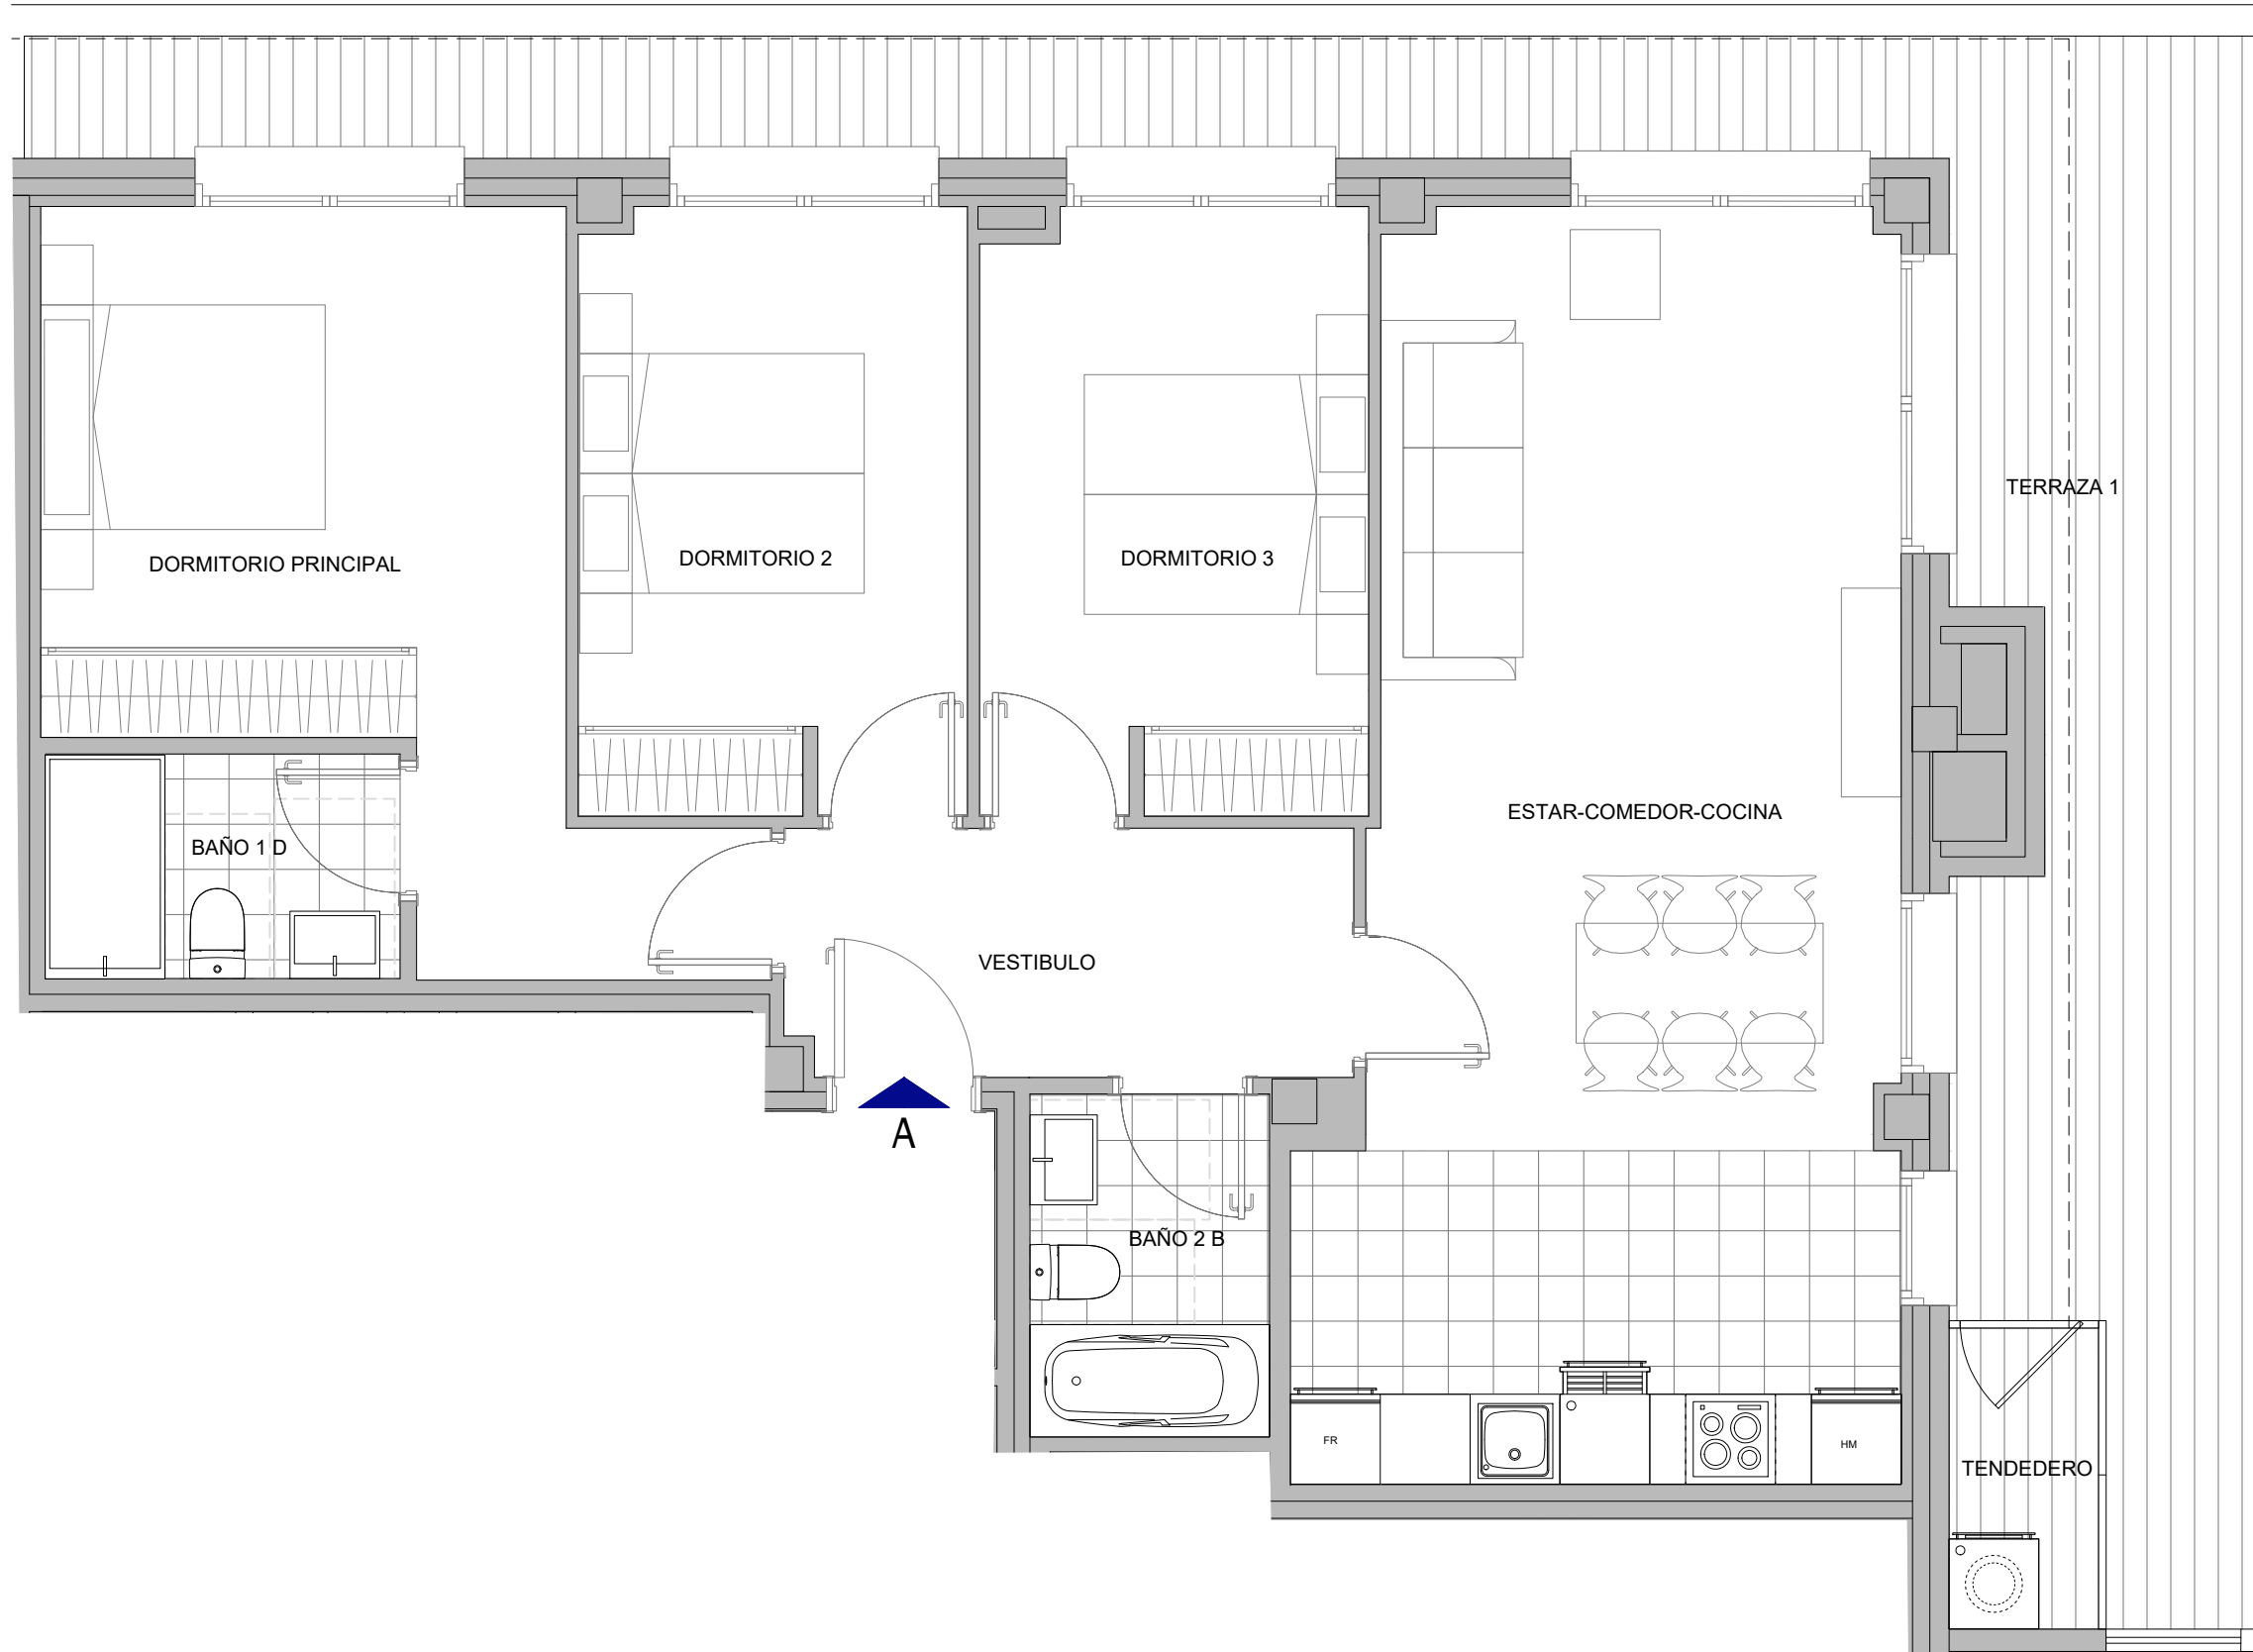 TERRAZA 1
DORMITORIO PRINCIPAL
DORMITORIO 2
DORMITORIO 3
ESTAR-COMEDOR-COCINA
BAÑO 1 D
VESTIBULO
A
BAÑO 2 B
FR
HM
TENDEDERO